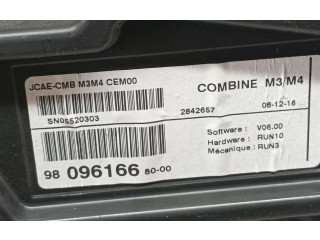 JCAE-CMB M3M4 CEM00
COMBINE M3/M4
SN05520303
2842657
08-12-16
Software : V06.00
Hardware : RUN10
Mécanique : RUN3
98 096166 80-00